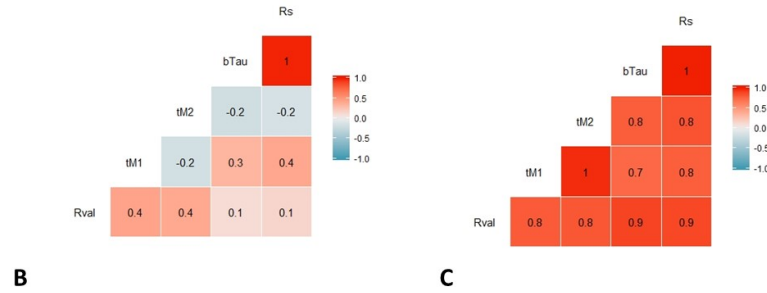 Rs
bTau 1
tM2 -0.2 -0.2
tM1 -0.2 0.3 0.4
Rval 0.4 0.4 0.1 0.1
1.0
0.5
0.0
-0.5
-1.0
B
Rs
bTau 1
tM2 0.8 0.8
tM1 1 0.7 0.8
Rval 0.8 0.8 0.9 0.9
1.0
0.5
0.0
-0.5
-1.0
C